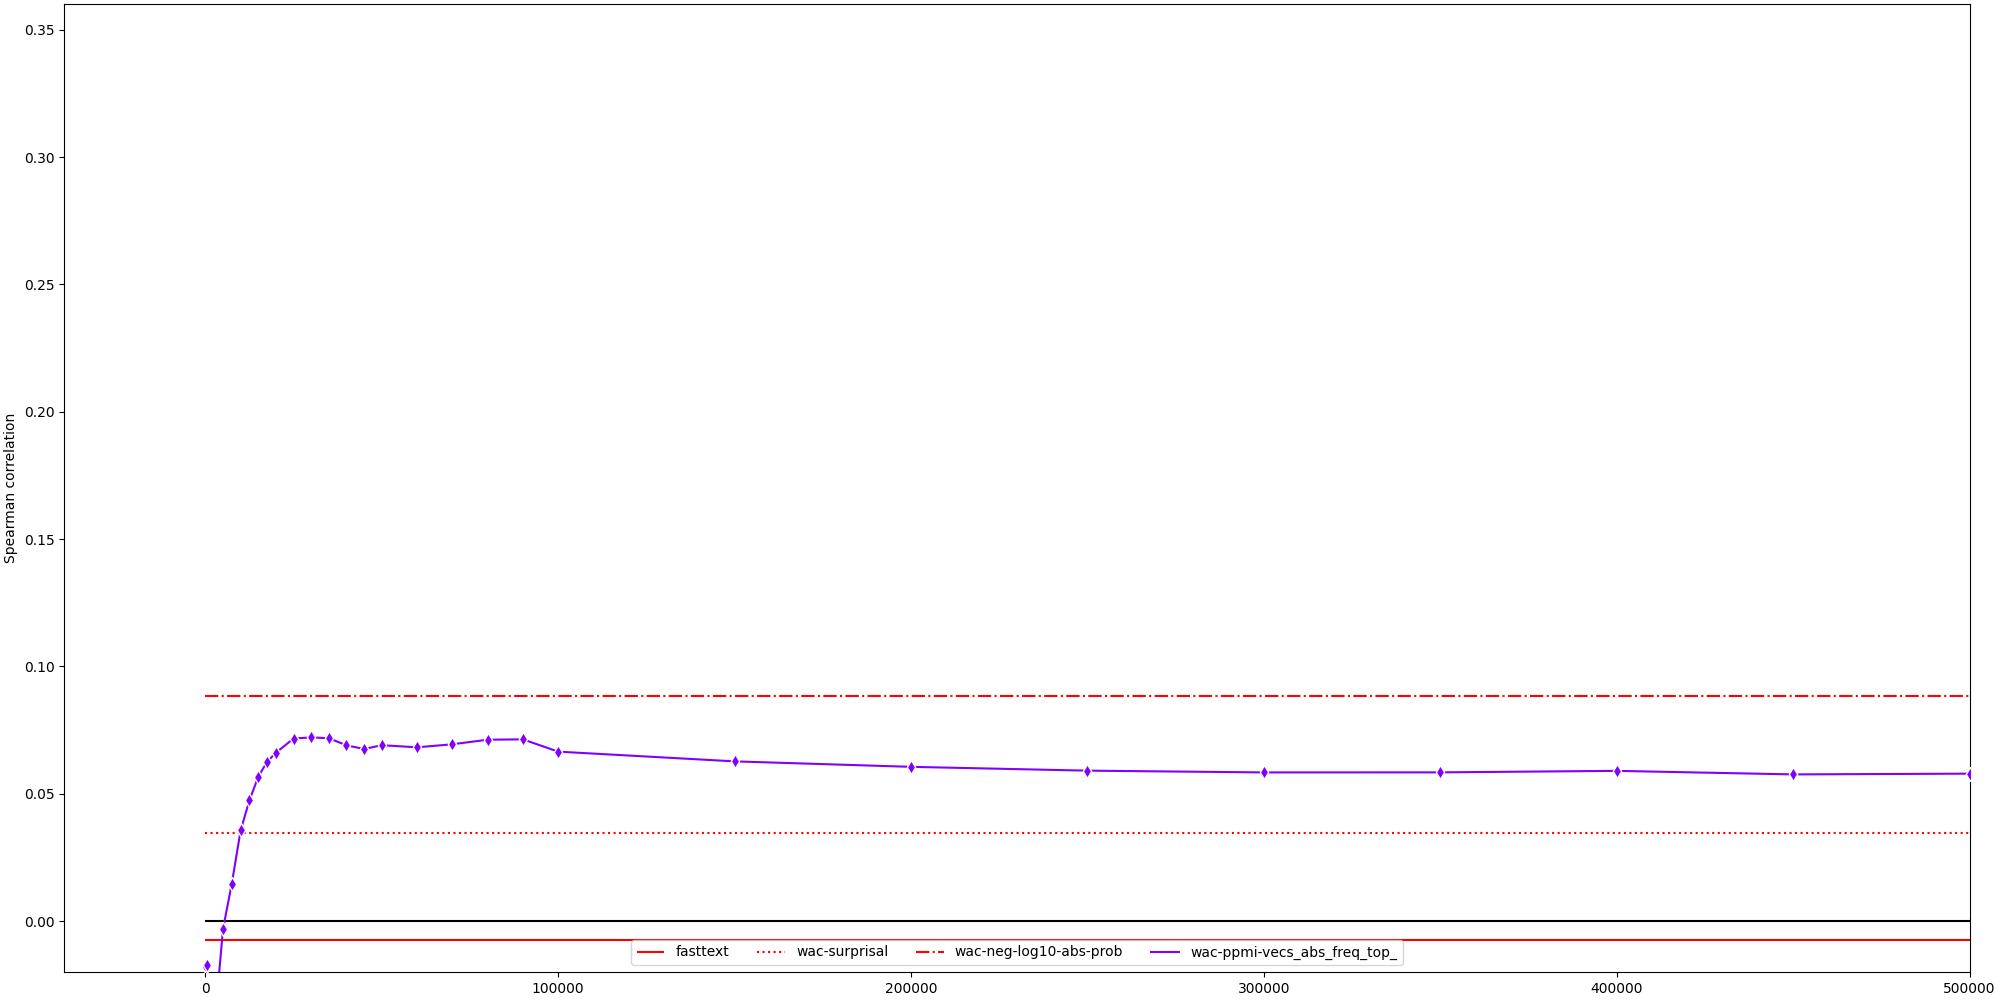 0.35
0.30
0.25
0.20
0.15
0.10
0.05
0.00
Spearman correlation
fasttext wac-surprisal wac-neg-log10-abs-prob wac-ppmi-vecs_abs_freq_top_
0 100000 200000 300000 400000 500000